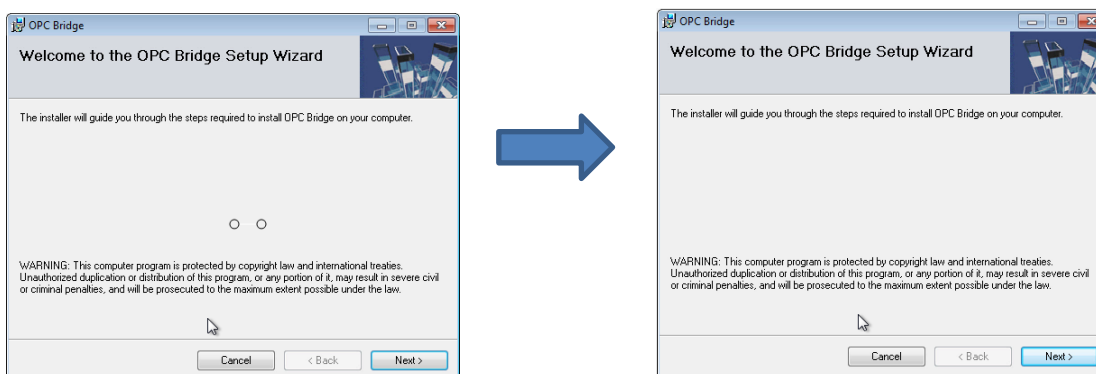 OPC Bridge
Welcome to the OPC Bridge Setup Wizard
The installer will guide you through the steps required to install OPC Bridge on your computer.
WARNING: This computer program is protected by copyright law and international treaties.
Unauthorized duplication or distribution of this program, or any portion of it, may result in severe civil
or criminal penalties, and will be prosecuted to the maximum extent possible under the law.
Cancel
< Back
Next >
OPC Bridge
Welcome to the OPC Bridge Setup Wizard
The installer will guide you through the steps required to install OPC Bridge on your computer.
WARNING: This computer program is protected by copyright law and international treaties.
Unauthorized duplication or distribution of this program, or any portion of it, may result in severe civil
or criminal penalties, and will be prosecuted to the maximum extent possible under the law.
Cancel
< Back
Next >